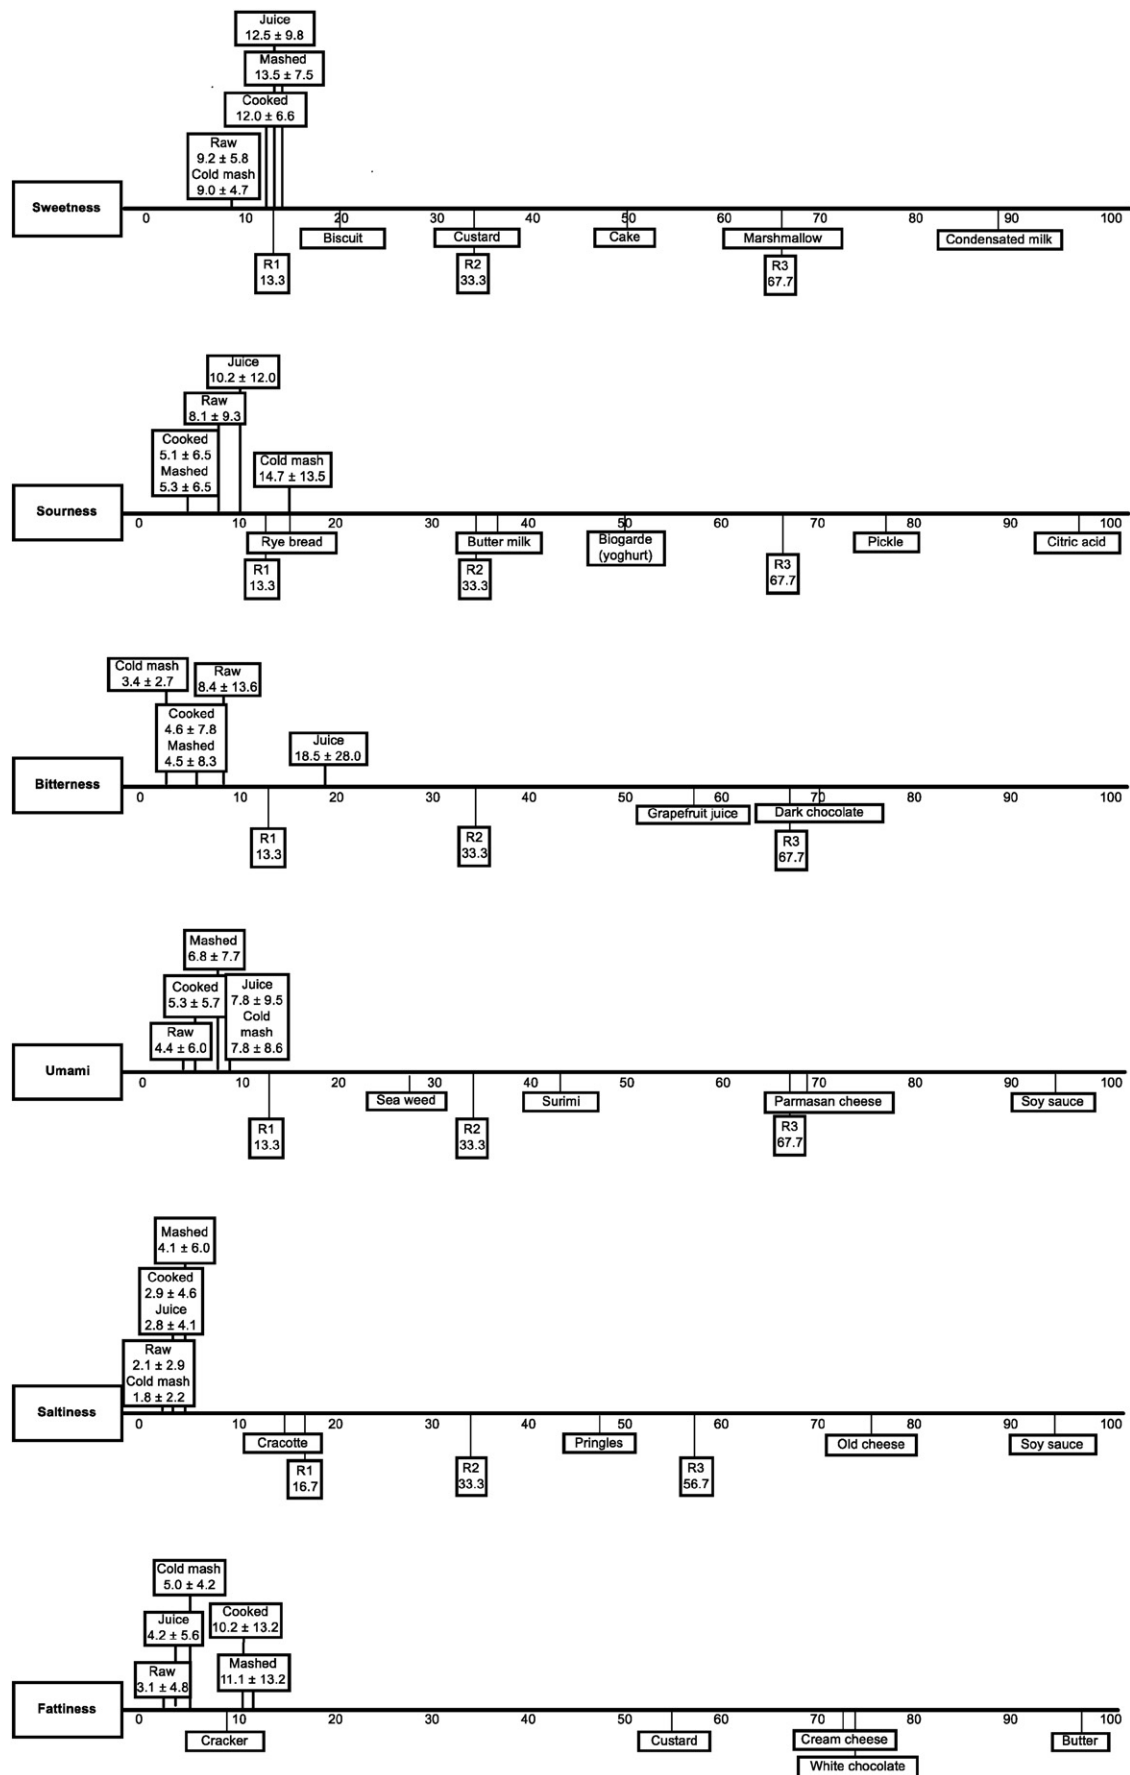 Juice
12.5 ± 9.8
Mashed
13.5 ± 7.5
Cooked
12.0 ± 6.6
Raw
9.2 ± 5.8
Cold mash
9.0 ± 4.7
Sweetness
0 10 20 30 40 50 60 70 80 90 100
Biscuit Custard Cake Marshmallow Condensated milk
R1 R2 R3
13.3 33.3 67.7
Juice
10.2 ± 12.0
Raw
8.1 ± 9.3
Cooked
5.1 ± 6.5
Mashed
5.3 ± 6.5
Cold mash
14.7 ± 13.5
Sourness
0 10 20 30 40 50 60 70 80 90 100
Rye bread Butter milk Biogarde Pickle Citric acid
(yoghurt)
R1 R2 R3
13.3 33.3 67.7
Cold mash
3.4 ± 2.7
Raw
8.4 ± 13.6
Cooked
4.6 ± 7.8
Mashed
4.5 ± 8.3
Juice
18.5 ± 28.0
Bitterness
0 10 20 30 40 50 60 70 80 90 100
Grapefruit juice Dark chocolate
R1 R2 R3
13.3 33.3 67.7
Mashed
6.8 ± 7.7
Cooked
5.3 ± 5.7
Juice
7.8 ± 9.5
Cold
mash
7.8 ± 8.6
Raw
4.4 ± 6.0
Umami
0 10 20 30 40 50 60 70 80 90 100
Sea weed Surimi Parmasan cheese Soy sauce
R1 R2 R3
13.3 33.3 67.7
Mashed
4.1 ± 6.0
Cooked
2.9 ± 4.6
Juice
2.8 ± 4.1
Raw
2.1 ± 2.9
Cold mash
1.8 ± 2.2
Saltiness
0 10 20 30 40 50 60 70 80 90 100
Cracotte Pringles Old cheese Soy sauce
R1 R2 R3
16.7 33.3 56.7
Cold mash
5.0 ± 4.2
Juice
4.2 ± 5.6
Cooked
10.2 ± 13.2
Raw
3.1 ± 4.8
Mashed
11.1 ± 13.2
Fattiness
0 10 20 30 40 50 60 70 80 90 100
Cracker Custard Cream cheese Butter
White chocolate